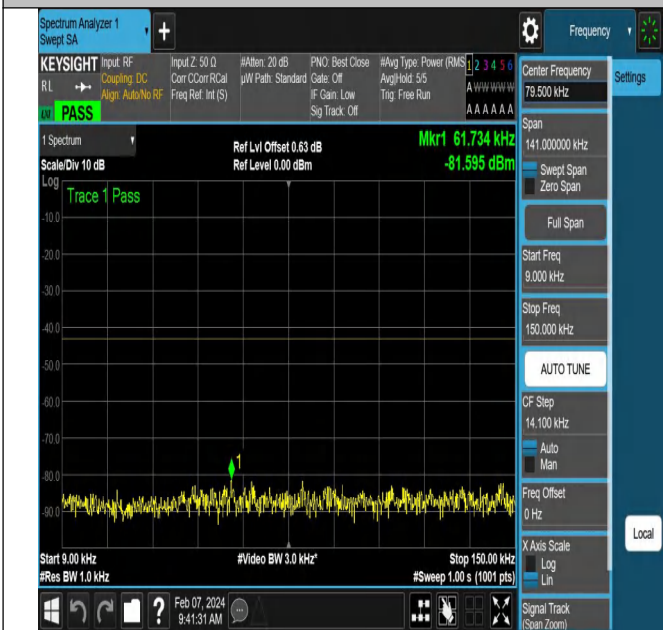 Spectrum Analyzer 1
Swept SA
+
Frequency
KEYSIGHT
Input: RF
Coupling: DC
Align: Auto/No RF
Input Z: 50 Ω
Corr CCorr RCal
Freq Ref: Int (S)
#Atten: 20 dB
µW Path: Standard
PNO: Best Close
Gate: Off
IF Gain: Low
Sig Track: Off
#Avg Type: Power (RMS
Avg|Hold: 5/5
Trig: Free Run
1 2 3 4 5 6
A W W W W W
A A A A A A
RL
PASS
1 Spectrum
Scale/Div 10 dB
Ref Lvl Offset 0.63 dB
Ref Level 0.00 dBm
Mkr1 61.734 kHz
-81.595 dBm
Log
Trace 1 Pass
-10.0
-20.0
-30.0
-40.0
-50.0
-60.0
-70.0
-80.0
-90.0
1
Start 9.00 kHz
#Res BW 1.0 kHz
#Video BW 3.0 kHz*
Stop 150.00 kHz
#Sweep 1.00 s (1001 pts)
?
Feb 07, 2024
9:41:31 AM
Center Frequency
79.500 kHz
Span
141.000000 kHz
Swept Span
Zero Span
Full Span
Start Freq
9.000 kHz
Stop Freq
150.000 kHz
AUTO TUNE
CF Step
14.100 kHz
Auto
Man
Freq Offset
0 Hz
X Axis Scale
Log
Lin
Signal Track
(Span Zoom)
Settings
Local